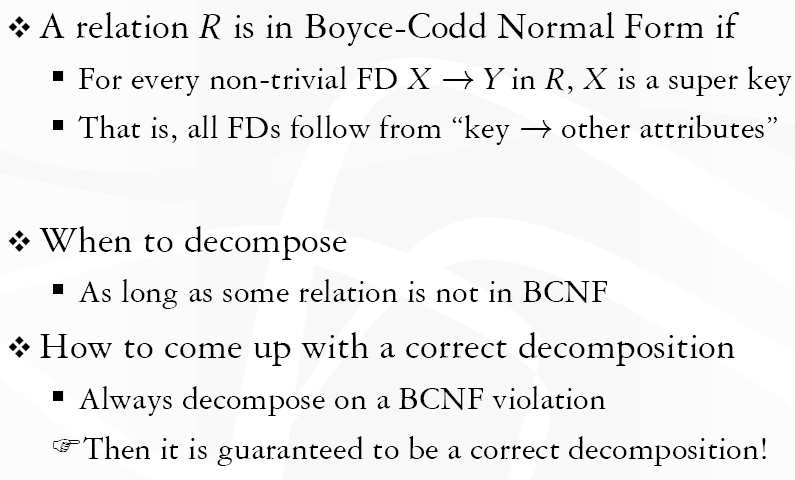 ❖ A relation R is in Boyce-Codd Normal Form if
▪ For every non-trivial FD X → Y in R, X is a super key
▪ That is, all FDs follow from “key → other attributes”
❖ When to decompose
▪ As long as some relation is not in BCNF
❖ How to come up with a correct decomposition
▪ Always decompose on a BCNF violation
☞Then it is guaranteed to be a correct decomposition!